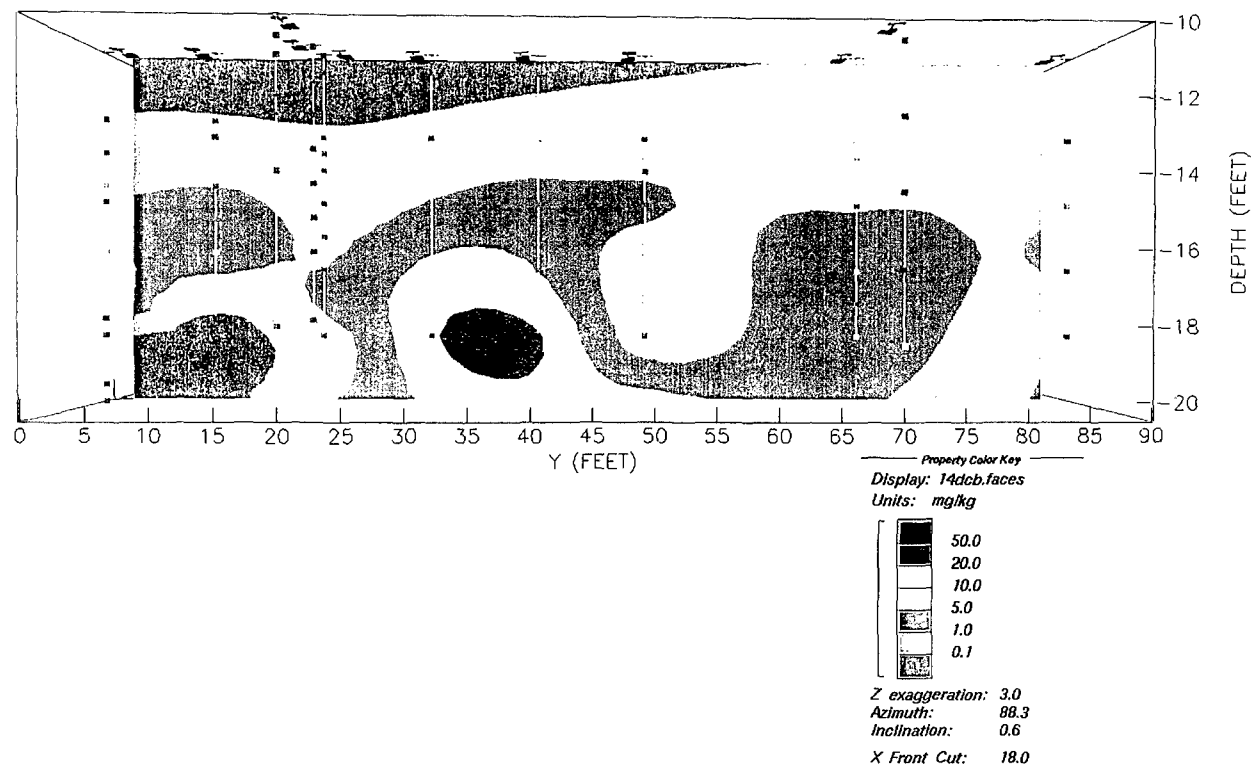 -10
-12
-14
-16
-18
-20
DEPTH (FEET)
0 5 10 15 20 25 30 35 40 45 50 55 60 65 70 75 80 85 90
Y (FEET)
Property Color Key
Display: 14dcb.faces
Units: mg/kg
50.0
20.0
10.0
5.0
1.0
0.1
Z exaggeration: 3.0
Azimuth: 88.3
Inclination: 0.6
X Front Cut: 18.0